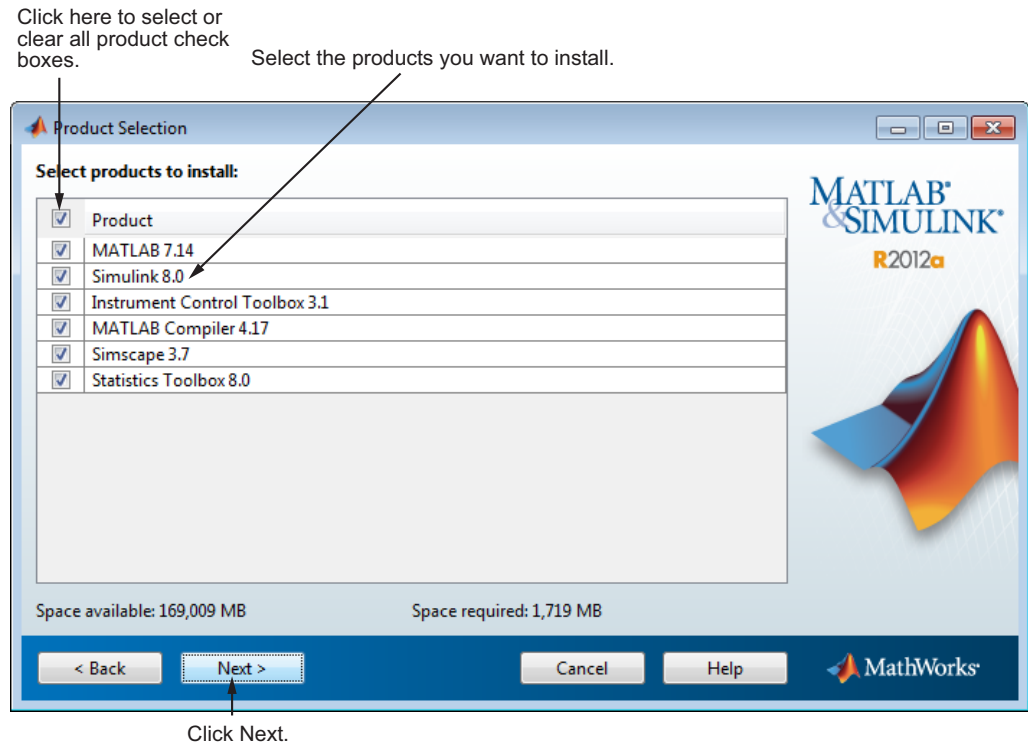 Click here to select or
clear all product check
boxes.
Select the products you want to install.
Product Selection
Select products to install:
MATLAB®
&SIMULINK®
R2012a
Product
MATLAB 7.14
Simulink 8.0
Instrument Control Toolbox 3.1
MATLAB Compiler 4.17
Simscape 3.7
Statistics Toolbox 8.0
Space available: 169,009 MB
Space required: 1,719 MB
< Back
Next >
Cancel
Help
MathWorks®
Click Next.